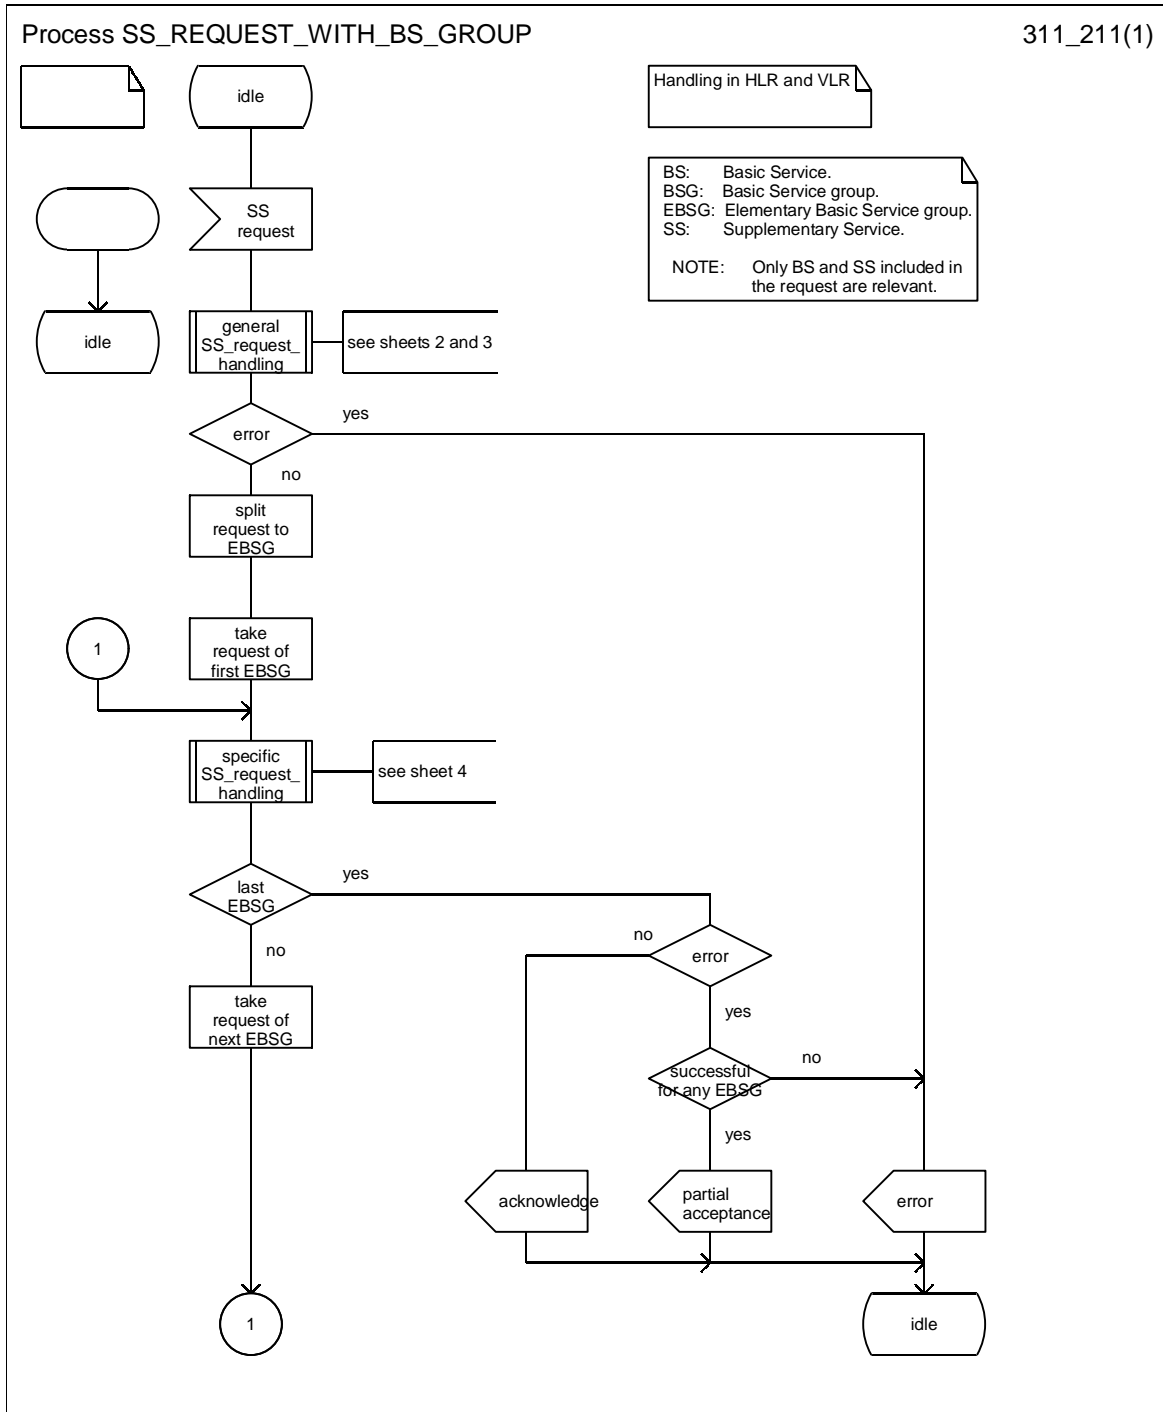 Process SS_REQUEST_WITH_BS_GROUP
311_211(1)
idle
Handling in HLR and VLR
BS: Basic Service.
BSG: Basic Service group.
EBSG: Elementary Basic Service group.
SS: Supplementary Service.
NOTE: Only BS and SS included in
the request are relevant.
SS
request
idle
general
SS_request_
handling
see sheets 2 and 3
error
yes
no
split
request to
EBSG
1
take
request of
first EBSG
specific
SS_request_
handling
see sheet 4
last
EBSG
yes
no
error
no
yes
take
request of
next EBSG
successful
for any EBSG
no
yes
acknowledge
partial
acceptance
error
1
idle